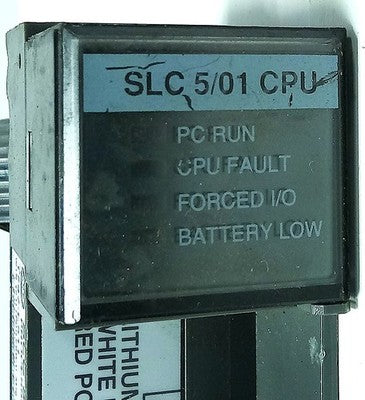 SLC 5/01 CPU
PC RUN
CPU FAULT
FORCED I/O
BATTERY LOW